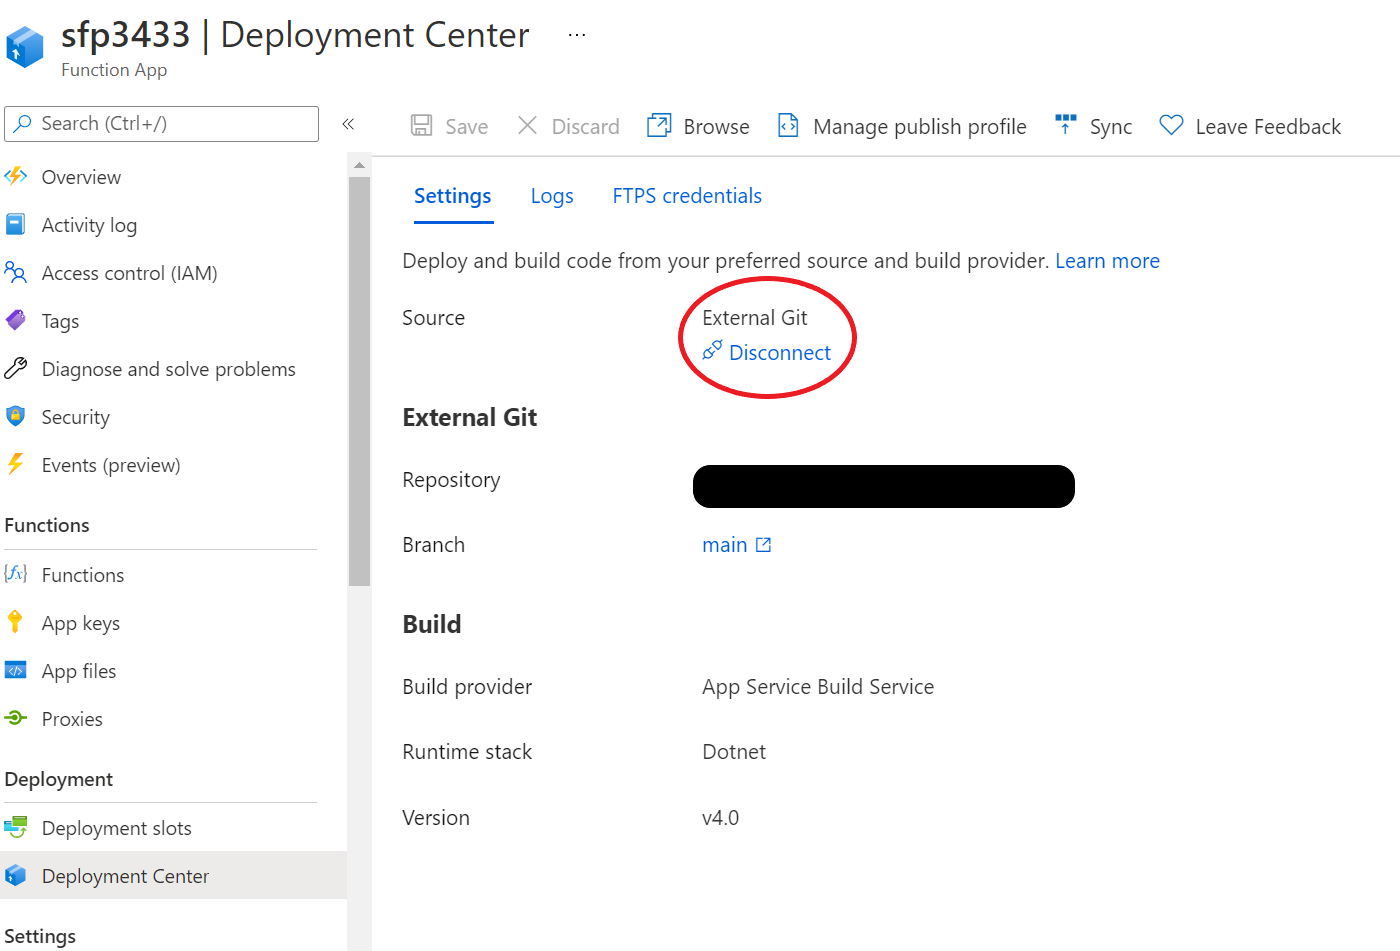 sfp3433 | Deployment Center ...
Function App
Search (Ctrl+/)
«
Save
Discard
Browse
Manage publish profile
Sync
Leave Feedback
Overview
Activity log
Access control (IAM)
Tags
Diagnose and solve problems
Security
Events (preview)
Functions
Functions
App keys
App files
Proxies
Deployment
Deployment slots
Deployment Center
Settings
Settings
Logs
FTPS credentials
Deploy and build code from your preferred source and build provider. Learn more
Source
External Git
Disconnect
External Git
Repository
Branch
main
Build
Build provider
App Service Build Service
Runtime stack
Dotnet
Version
v4.0